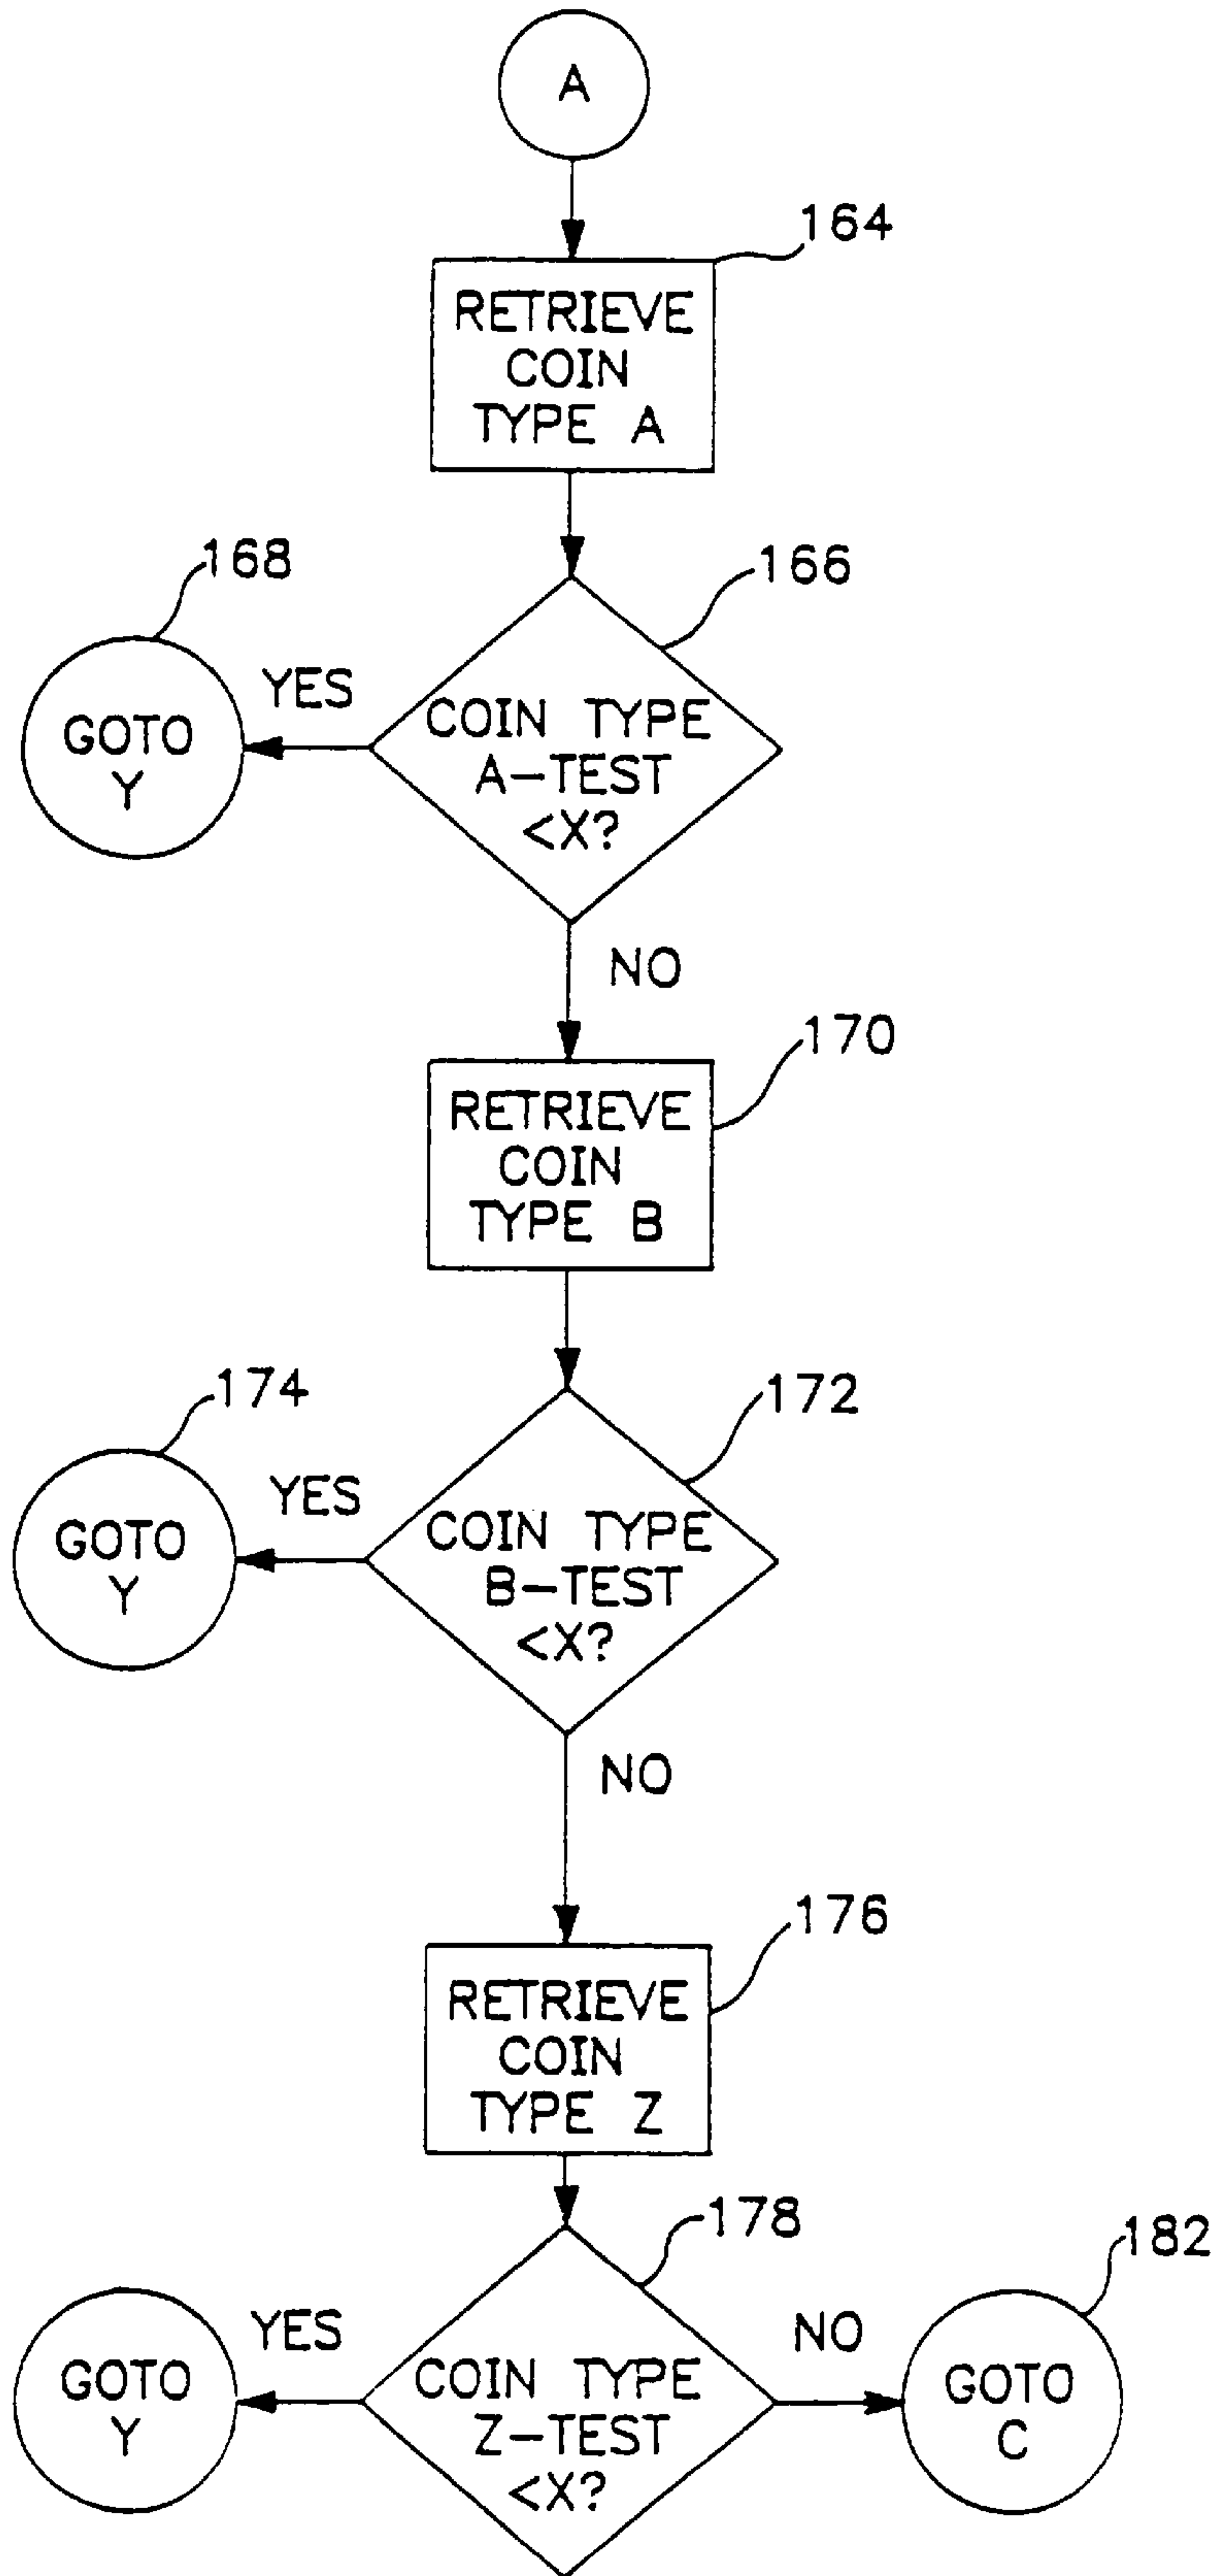 A
164
RETRIEVE
COIN
TYPE A
168
166
YES
GOTO
Y
COIN TYPE
A-TEST
<X?
NO
170
RETRIEVE
COIN
TYPE B
174
172
YES
GOTO
Y
COIN TYPE
B-TEST
<X?
NO
176
RETRIEVE
COIN
TYPE Z
178
182
YES
NO
GOTO
Y
COIN TYPE
Z-TEST
<X?
GOTO
C